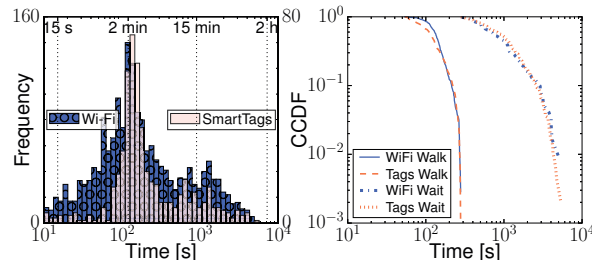 160
80
15 s
2 min
15 min
2 h
Frequency
Wi-Fi
SmartTags
0
0
10^1
10^2
10^3
10^4
Time [s]
CCDF
10^0
10^-1
10^-2
10^-3
WiFi Walk
Tags Walk
WiFi Wait
Tags Wait
10^1
10^2
10^3
10^4
Time [s]